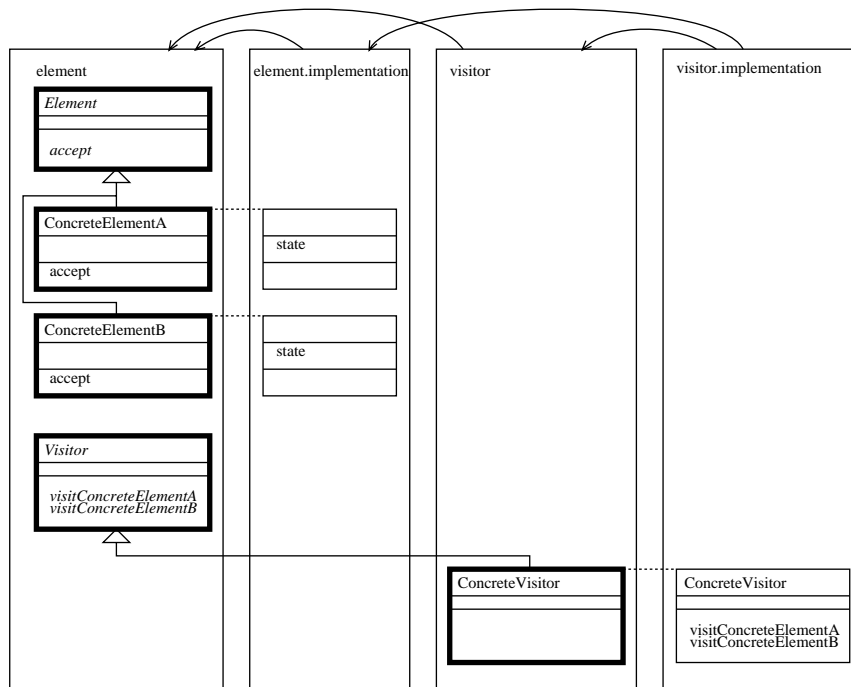 element
element.implementation
visitor
visitor.implementation
Element
accept
ConcreteElementA
accept
state
ConcreteElementB
accept
state
Visitor
visitConcreteElementA
visitConcreteElementB
ConcreteVisitor
ConcreteVisitor
visitConcreteElementA
visitConcreteElementB